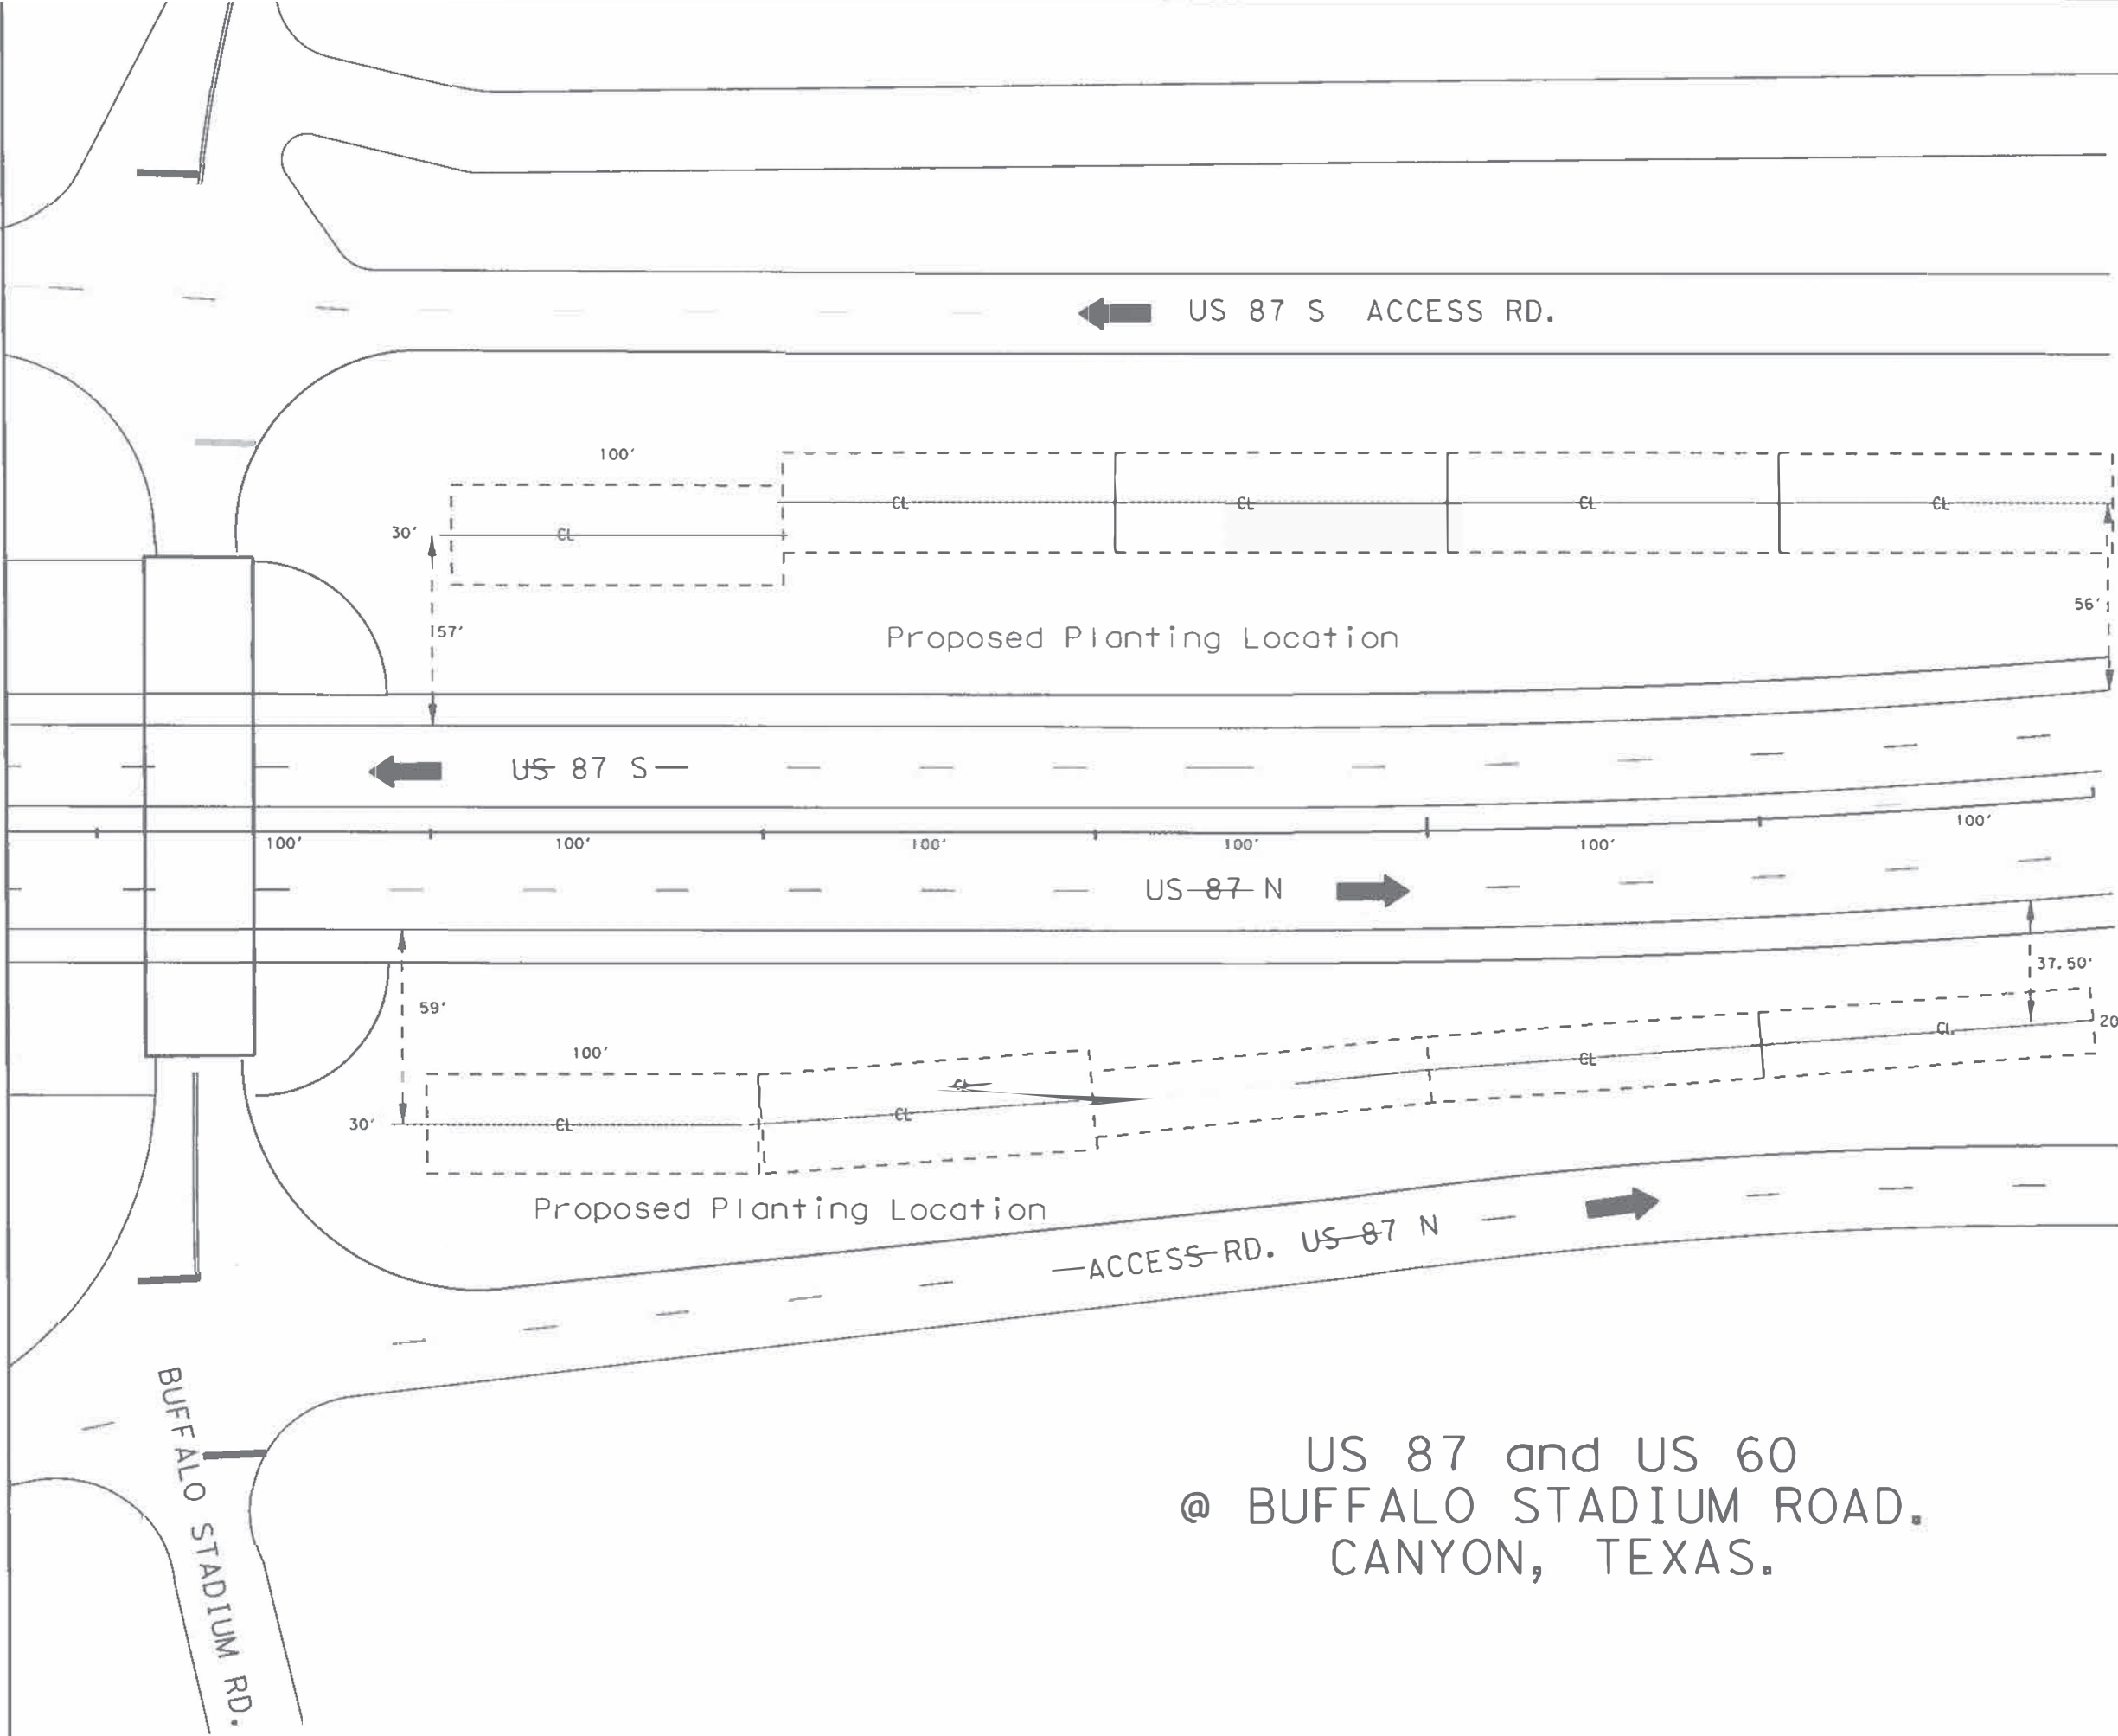 US 87 S ACCESS RD.
100'
30'
CL
CL
CL
CL
CL
57'
56'
Proposed Planting Location
US 87 S
100'
100'
100'
100'
100'
100'
US 87 N
59'
37.50'
100'
20
30'
CL
CL
CL
CL
CL
Proposed Planting Location
ACCESS RD. US 87 N
BUFFALO STADIUM RD.
US 87 and US 60
@ BUFFALO STADIUM ROAD.
CANYON, TEXAS.